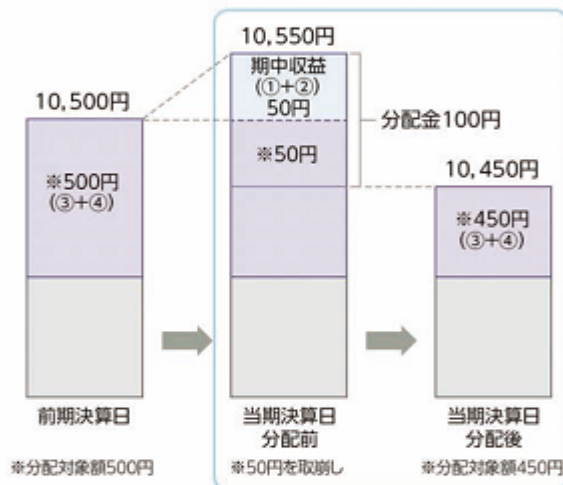 10,550円
期中収益
(①+②)
50円
10,500円
分配金100円
※50円
10,450円
※500円
(③+④)
※450円
(③+④)
前期決算日
当期決算日
分配前
当期決算日
分配後
※分配対象額500円
※50円を取崩し
※分配対象額450円